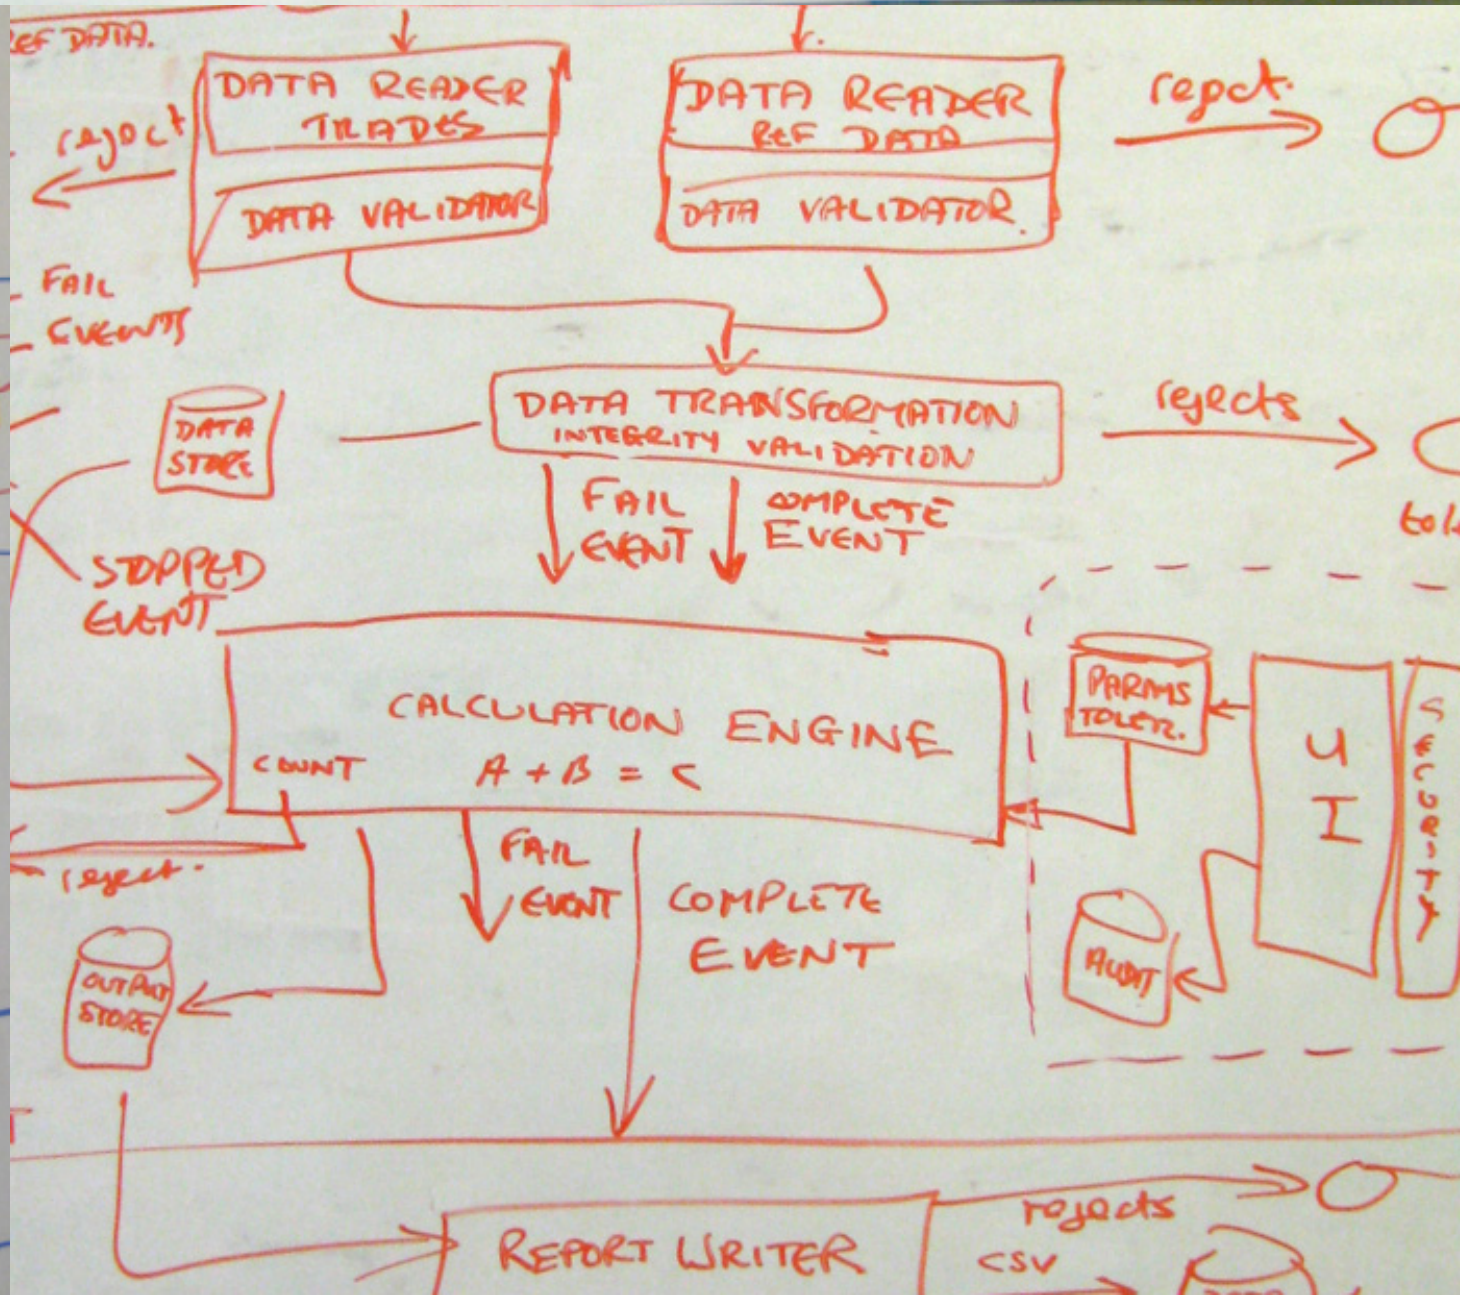 REF DATA.
DATA READER
TRADES
DATA VALIDATOR
reject
DATA READER
REF DATA
DATA VALIDATOR.
reject.
FAIL
EVENTS
DATA
STORE
DATA TRANSFORMATION
INTEGRITY VALIDATION
rejects
FAIL
EVENT
COMPLETE
EVENT
STOPPED
EVENT
CALCULATION ENGINE
COUNT
A + B = C
PARAMS
TOLER.
UI
SECURITY
reject.
FAIL
EVENT
COMPLETE
EVENT
AUDIT
OUTPUT
STORE
REPORT WRITER
rejects
CSV